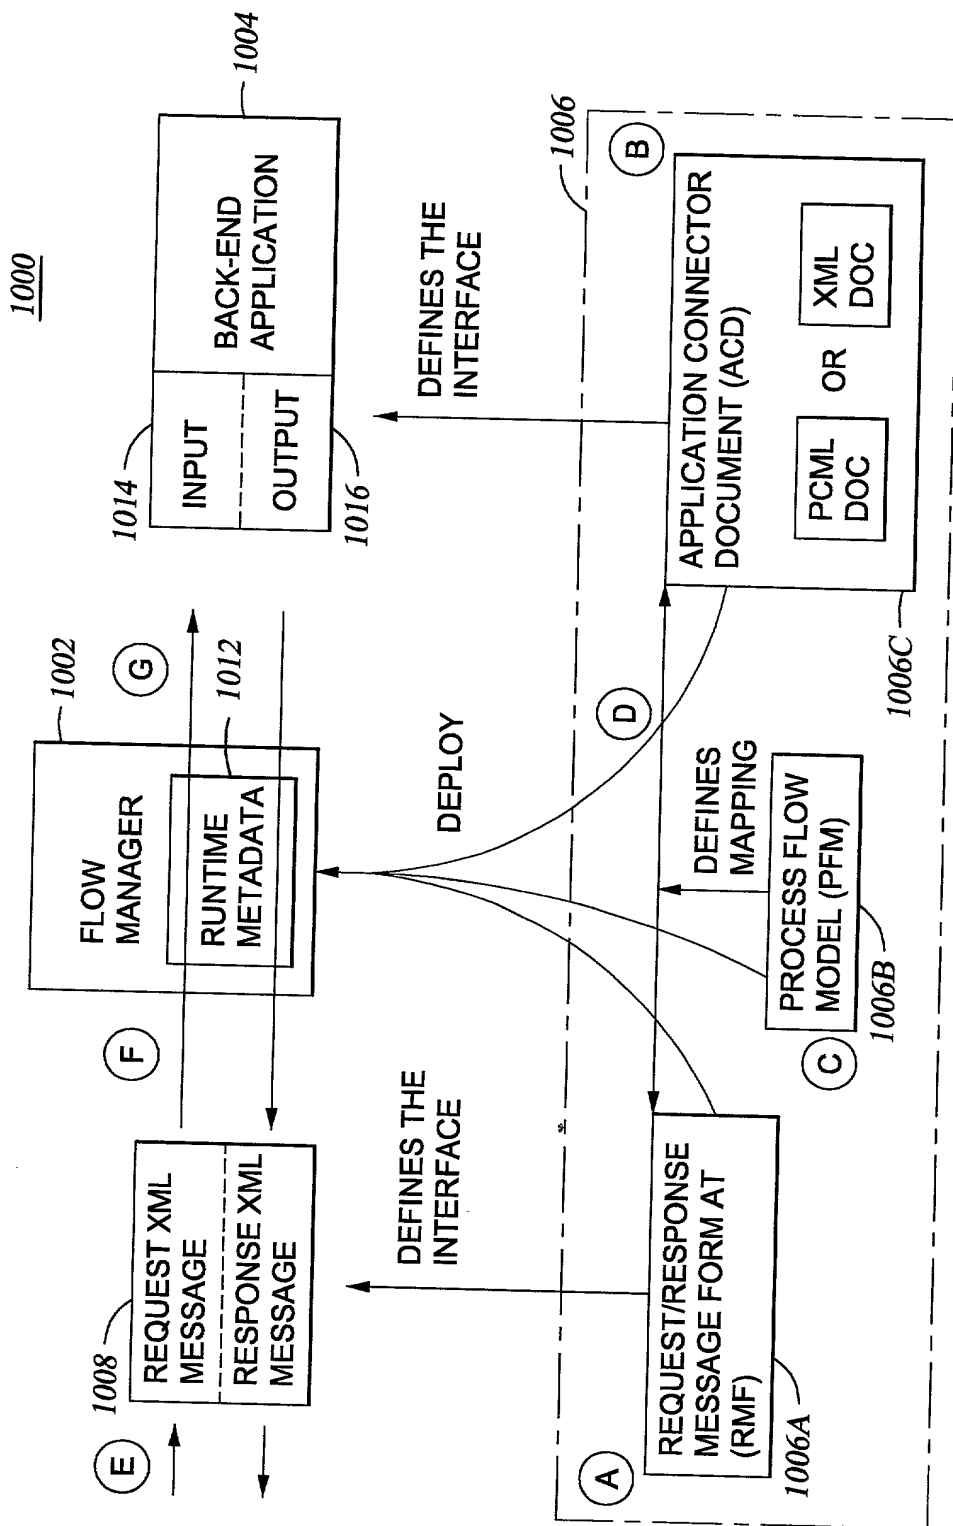 1000
E
1008
REQUEST XML
MESSAGE
RESPONSE XML
MESSAGE
F
FLOW
MANAGER
1002
RUNTIME
METADATA
1012
G
1014
INPUT
OUTPUT
1016
BACK-END
APPLICATION
1004
DEFINES THE
INTERFACE
DEPLOY
DEFINES THE
INTERFACE
1006
A
REQUEST/RESPONSE
MESSAGE FORM AT
(RMF)
1006A
D
DEFINES
MAPPING
C
PROCESS FLOW
MODEL (PFM)
1006B
B
APPLICATION CONNECTOR
DOCUMENT (ACD)
PCML
DOC
OR
XML
DOC
1006C